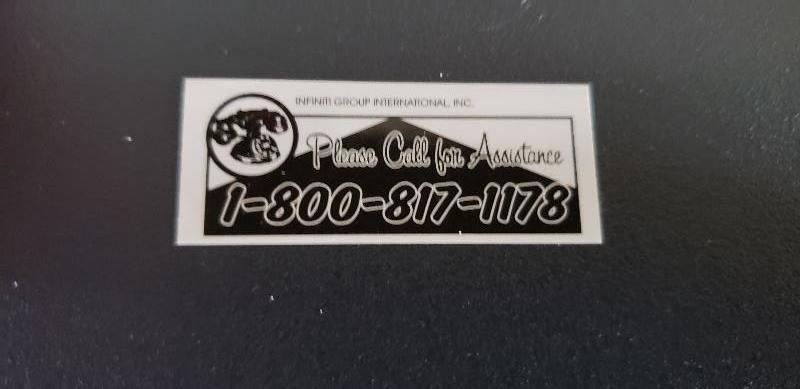 INFINITI GROUP INTERNATIONAL, INC.
Please Call for Assistance
1-800-817-1178